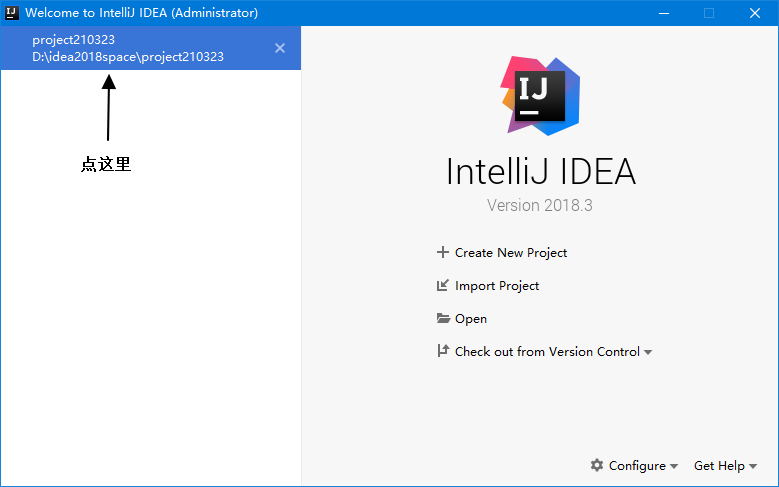 Welcome to IntelliJ IDEA (Administrator)
project210323
D:\idea2018space\project210323
点这里
IJ
IntelliJ IDEA
Version 2018.3
Create New Project
Import Project
Open
Check out from Version Control
Configure
Get Help